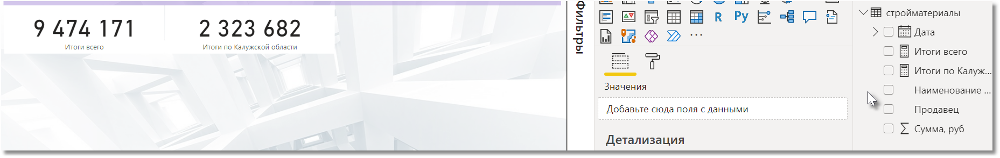 9 474 171
Итоги всего
2 323 682
Итоги по Калужской области
Фильтры
R
Py
...
Значения
Добавьте сюда поля с данными
Детализация
стройматериалы
Дата
Итоги всего
Итоги по Калуж...
Наименование ...
Продавец
Сумма, руб